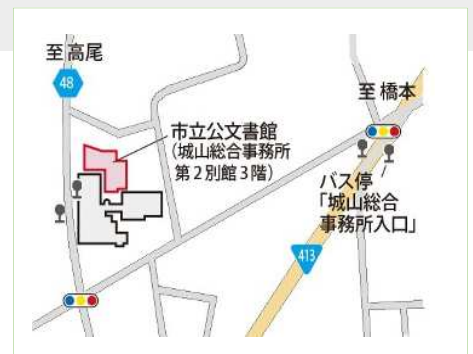 至高尾
48
至橋本
市立公文書館
(城山総合事務所
第2別館3階)
バス停
「城山総合
事務所入口」
413